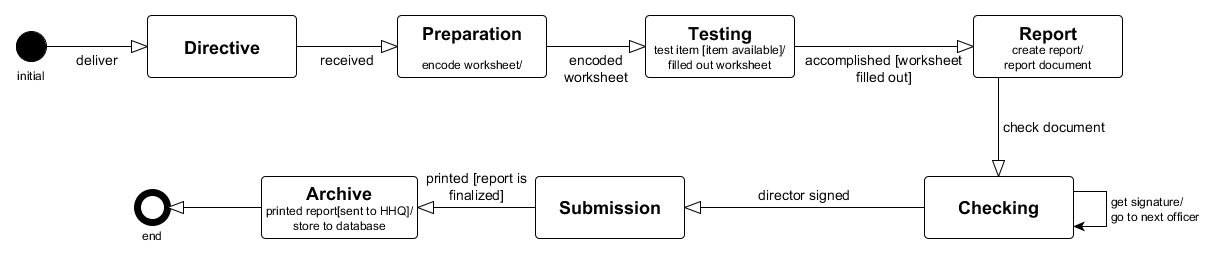 initial
deliver
Directive
received
Preparation
encode worksheet/
encoded
worksheet
Testing
test item [item available]/
filled out worksheet
accomplished [worksheet
filled out]
Report
create report/
report document
check document
Checking
get signature/
go to next officer
director signed
Submission
printed [report is
finalized]
Archive
printed report[sent to HHQ]/
store to database
end